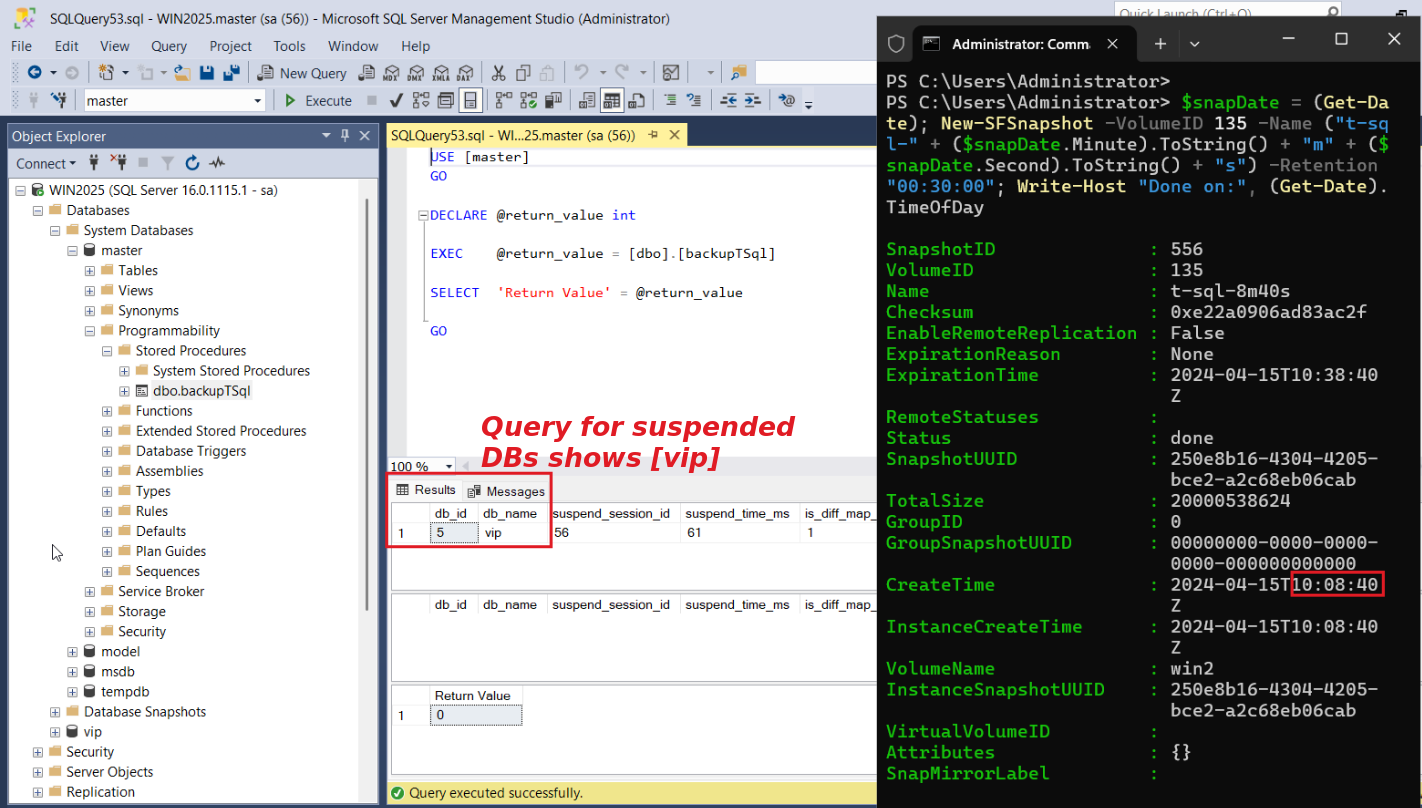 SQLQuery53.sql - WIN2025.master (sa (56)) - Microsoft SQL Server Management Studio (Administrator)
Quick Launch (Ctrl+Q)
File Edit View Query Project Tools Window Help
New Query
MDX DMX XMLA DAX
master
Execute
Object Explorer
Connect
WIN2025 (SQL Server 16.0.1115.1 - sa)
Databases
System Databases
master
Tables
Views
Synonyms
Programmability
Stored Procedures
System Stored Procedures
dbo.backupTSql
Functions
Extended Stored Procedures
Database Triggers
Assemblies
Types
Rules
Defaults
Plan Guides
Sequences
Service Broker
Storage
Security
model
msdb
tempdb
Database Snapshots
vip
Security
Server Objects
Replication
SQLQuery53.sql - WI...25.master (sa (56))
USE [master]
GO
DECLARE @return_value int
EXEC @return_value = [dbo].[backupTSql]
SELECT 'Return Value' = @return_value
GO
Query for suspended
DBs shows [vip]
100 %
Results Messages
db_id db_name suspend_session_id suspend_time_ms is_diff_map_
1 5 vip 56 61 1
db_id db_name suspend_session_id suspend_time_ms is_diff_map_
Return Value
1 0
Query executed successfully.
Administrator: Comm
PS C:\Users\Administrator>
PS C:\Users\Administrator> $snapDate = (Get-Da
te); New-SFSnapshot -VolumeID 135 -Name ("t-sq
l-" + ($snapDate.Minute).ToString() + "m" + ($
snapDate.Second).ToString() + "s") -Retention
"00:30:00"; Write-Host "Done on:", (Get-Date).
TimeOfDay
SnapshotID : 556
VolumeID : 135
Name : t-sql-8m40s
Checksum : 0xe22a0906ad83ac2f
EnableRemoteReplication : False
ExpirationReason : None
ExpirationTime : 2024-04-15T10:38:40
Z
RemoteStatuses :
Status : done
SnapshotUUID : 250e8b16-4304-4205-
bce2-a2c68eb06cab
TotalSize : 20000538624
GroupID : 0
GroupSnapshotUUID : 00000000-0000-0000-
0000-000000000000
CreateTime : 2024-04-15T10:08:40
Z
InstanceCreateTime : 2024-04-15T10:08:40
Z
VolumeName : win2
InstanceSnapshotUUID : 250e8b16-4304-4205-
bce2-a2c68eb06cab
VirtualVolumeID :
Attributes : {}
SnapMirrorLabel :